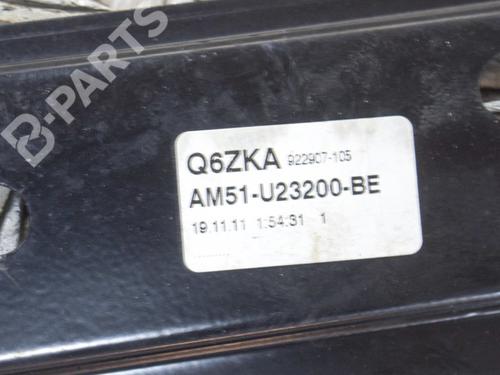 B-PARTS
Q6ZKA 922907-105
AM51-U23200-BE
19.11.11 1:54:31 1